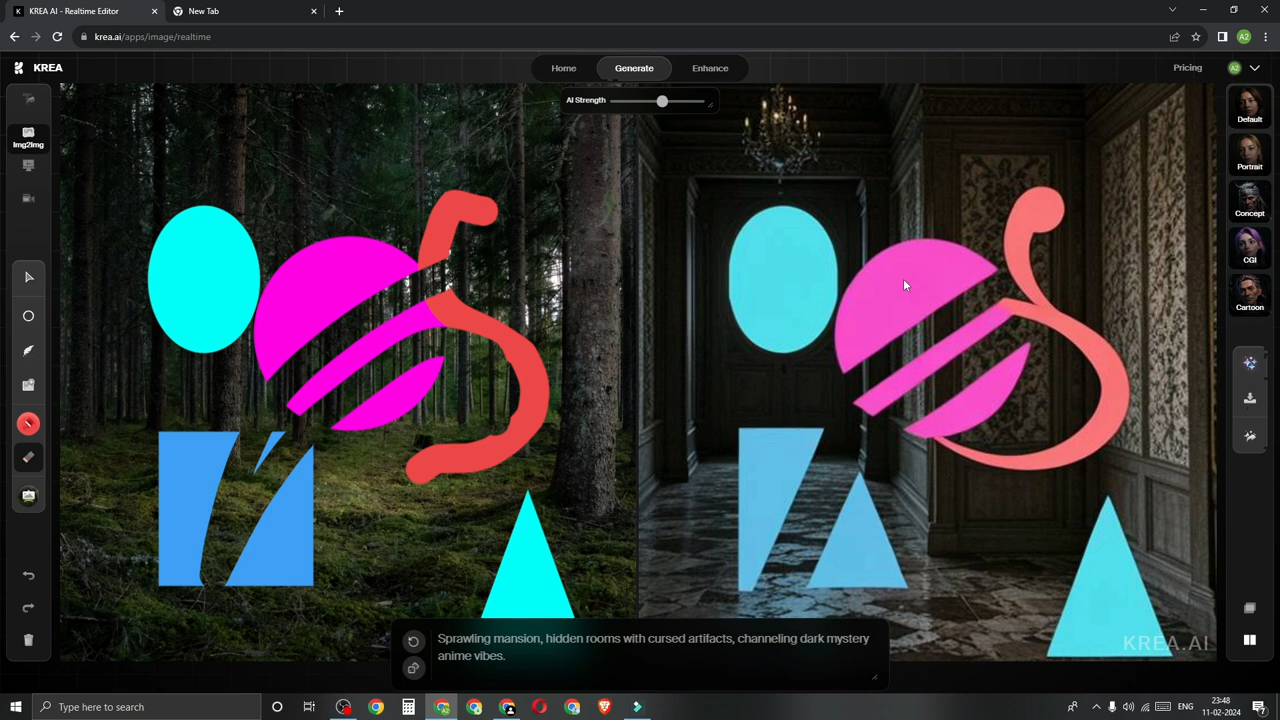 KREA AI - Realtime Editor
New Tab
krea.ai/apps/image/realtime
A2
KREA
Home
Generate
Enhance
Pricing
A2
AI Strength
Img2Img
Default
Portrait
Concept
CGI
Cartoon
Sprawling mansion, hidden rooms with cursed artifacts, channeling dark mystery
anime vibes.
KREA.AI
Type here to search
ENG
23:48
11-02-2024